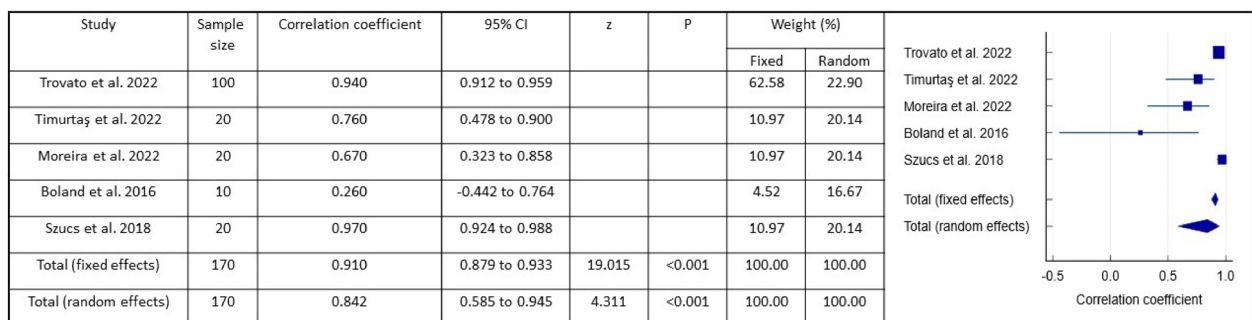 Study Sample size Correlation coefficient 95% CI z P Weight (%)
Fixed Random
Trovato et al. 2022 100 0.940 0.912 to 0.959 62.58 22.90
Timurtaş et al. 2022 20 0.760 0.478 to 0.900 10.97 20.14
Moreira et al. 2022 20 0.670 0.323 to 0.858 10.97 20.14
Boland et al. 2016 10 0.260 -0.442 to 0.764 4.52 16.67
Szucs et al. 2018 20 0.970 0.924 to 0.988 10.97 20.14
Total (fixed effects) 170 0.910 0.879 to 0.933 19.015 <0.001 100.00 100.00
Total (random effects) 170 0.842 0.585 to 0.945 4.311 <0.001 100.00 100.00
Trovato et al. 2022
Timurtaş et al. 2022
Moreira et al. 2022
Boland et al. 2016
Szucs et al. 2018
Total (fixed effects)
Total (random effects)
-0.5 0.0 0.5 1.0
Correlation coefficient